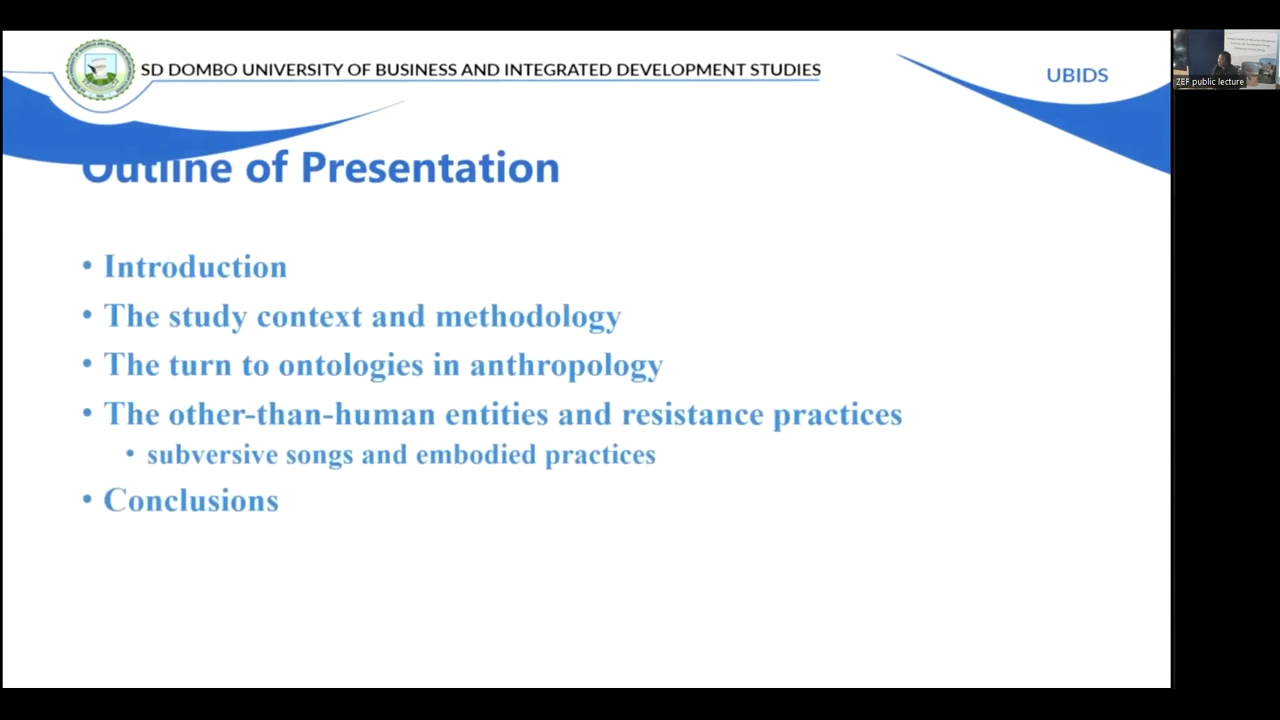 SD DOMBO UNIVERSITY OF BUSINESS AND INTEGRATED DEVELOPMENT STUDIES
UBIDS
ZEF public lecture
Outline of Presentation
• Introduction
• The study context and methodology
• The turn to ontologies in anthropology
• The other-than-human entities and resistance practices
• subversive songs and embodied practices
• Conclusions